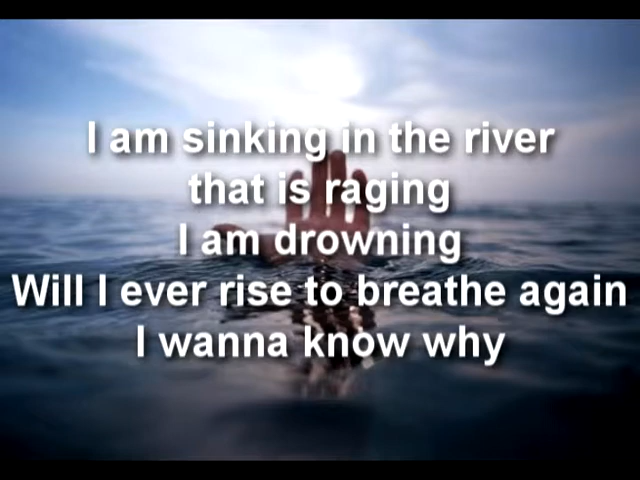 I am sinking in the river
that is raging
I am drowning
Will I ever rise to breathe again
I wanna know why